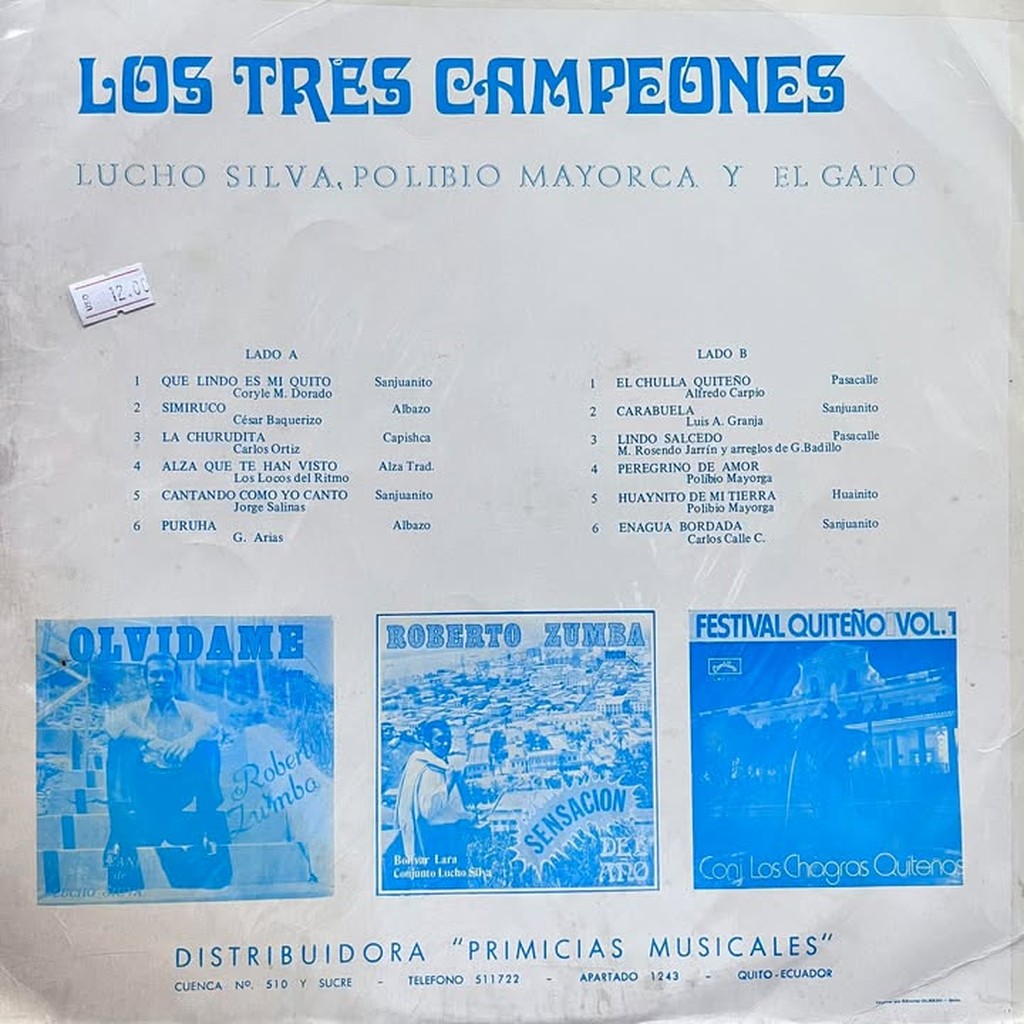 LOS TRES CAMPEONES
LUCHO SILVA, POLIBIO MAYORCA Y EL GATO
12.00
LADO A
1 QUE LINDO ES MI QUITO Sanjuanito
Coryle M. Dorado
2 SIMIRUCO Albazo
César Baquerizo
3 LA CHURUDITA Capishca
Carlos Ortiz
4 ALZA QUE TE HAN VISTO Alza Trad.
Los Locos del Ritmo
5 CANTANDO COMO YO CANTO Sanjuanito
Jorge Salinas
6 PURUHA Albazo
G. Arias
LADO B
1 EL CHULLA QUITEÑO Pasacalle
Alfredo Carpio
2 CARABUELA Sanjuanito
Luis A. Granja
3 LINDO SALCEDO Pasacalle
M. Rosendo Jarrín y arreglos de G.Badillo
4 PEREGRINO DE AMOR
Polibio Mayorga
5 HUAYNITO DE MI TIERRA Huainito
Polibio Mayorga
6 ENAGUA BORDADA Sanjuanito
Carlos Calle C.
OLVIDAME
Roberto
Zumba
de
LUCHO SILVA
ROBERTO ZUMBA
SENSACION
DEL
AÑO
Bolívar Lara
Conjunto Lucho Silva
FESTIVAL QUITEÑO VOL.1
Conj Los Chagras Quiteños
DISTRIBUIDORA "PRIMICIAS MUSICALES"
CUENCA Nº. 510 Y SUCRE - TELEFONO 511722 - APARTADO 1243 - QUITO-ECUADOR